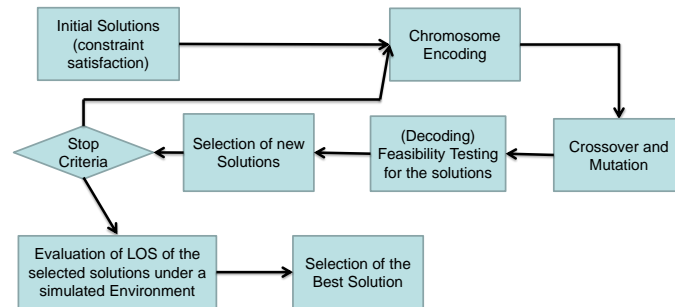 Initial Solutions
(constraint
satisfaction)
Chromosome
Encoding
Stop
Criteria
Selection of new
Solutions
(Decoding)
Feasibility Testing
for the solutions
Crossover and
Mutation
Evaluation of LOS of the
selected solutions under a
simulated Environment
Selection of the
Best Solution